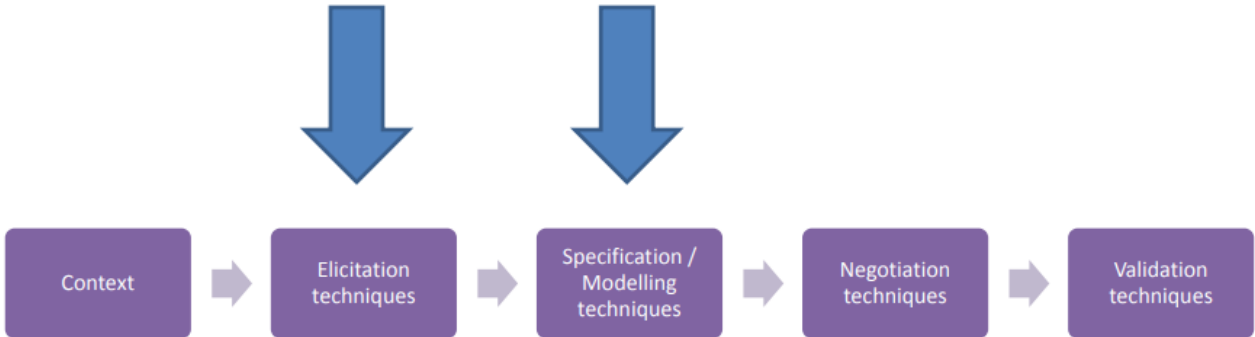 Context
Elicitation
techniques
Specification /
Modelling
techniques
Negotiation
techniques
Validation
techniques